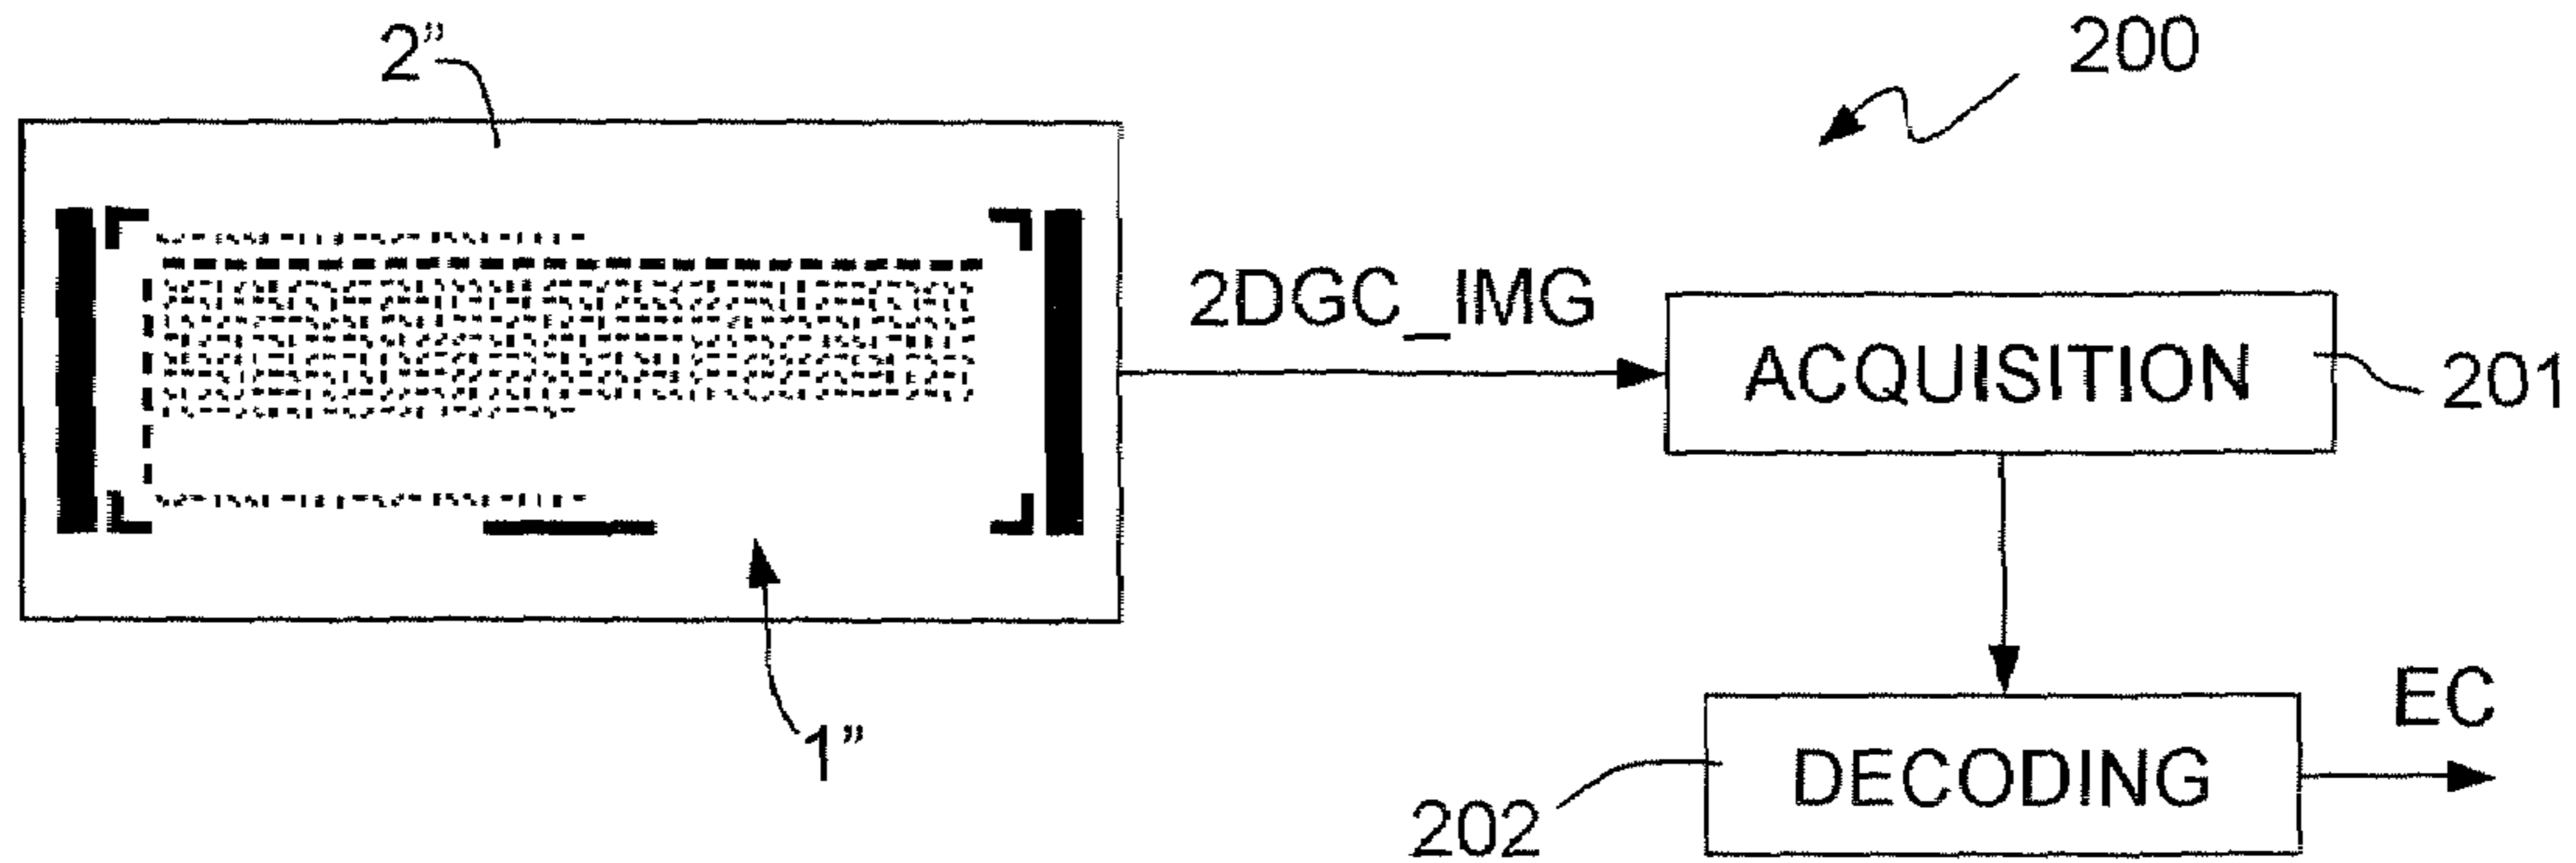 2”
200
2DGC_IMG
ACQUISITION
201
1”
EC
DECODING
202